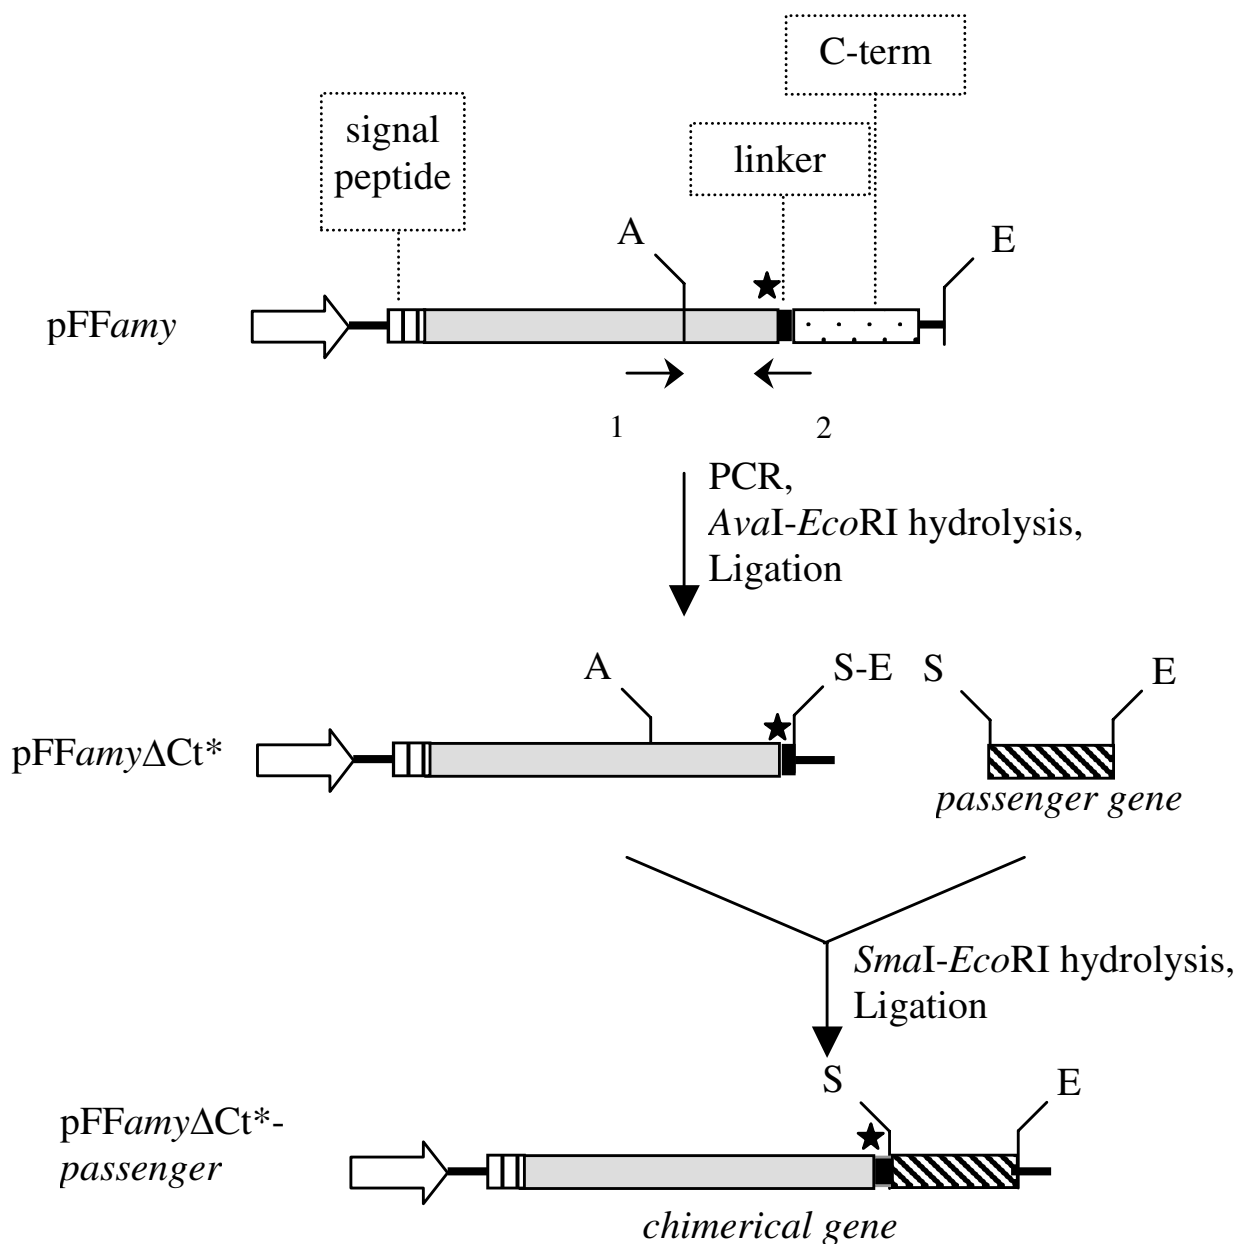 C-term
signal
peptide
linker
A
E
pFFamy
1
2
PCR,
AvaI-EcoRI hydrolysis,
Ligation
A
S-E
S
E
pFFamyΔCt*
passenger gene
SmaI-EcoRI hydrolysis,
Ligation
S
E
pFFamyΔCt*-
passenger
chimerical gene